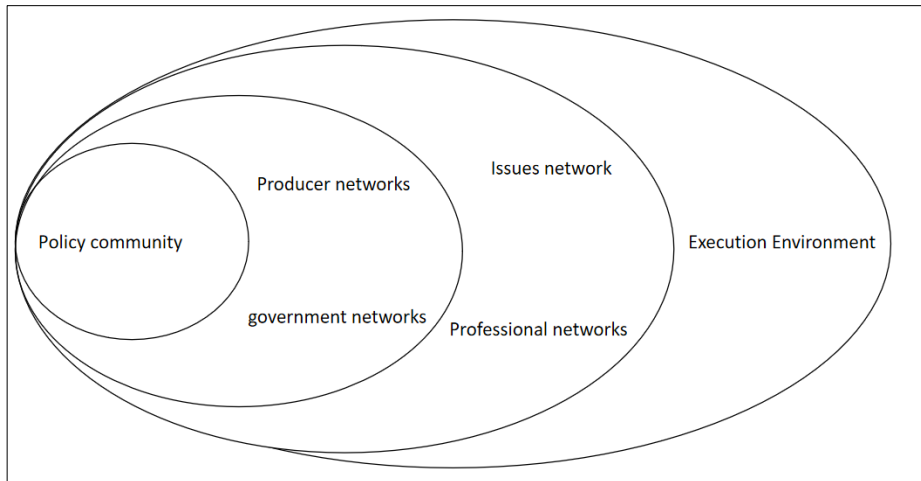 Issues network
Producer networks
Policy community
Execution Environment
government networks
Professional networks